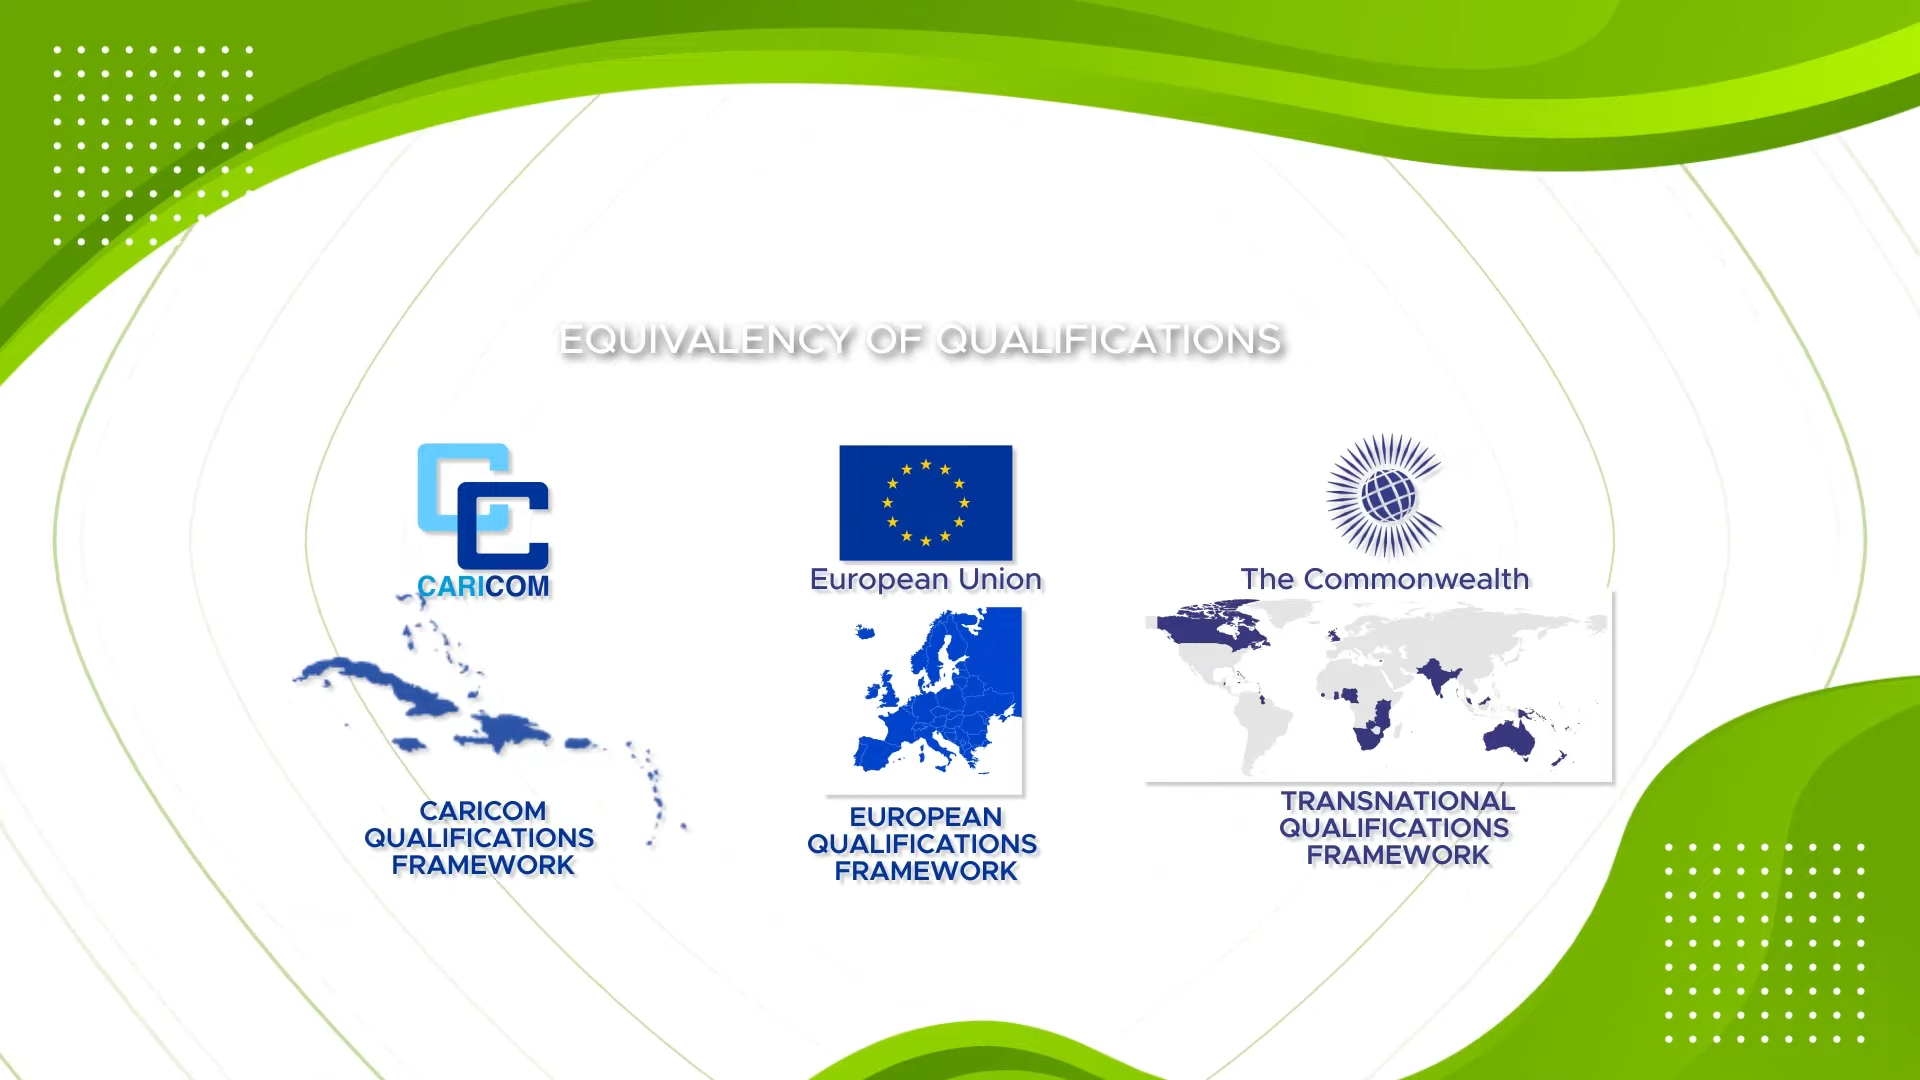 EQUIVALENCY OF QUALIFICATIONS
CARICOM
CARICOM
QUALIFICATIONS
FRAMEWORK
European Union
EUROPEAN
QUALIFICATIONS
FRAMEWORK
The Commonwealth
TRANSNATIONAL
QUALIFICATIONS
FRAMEWORK